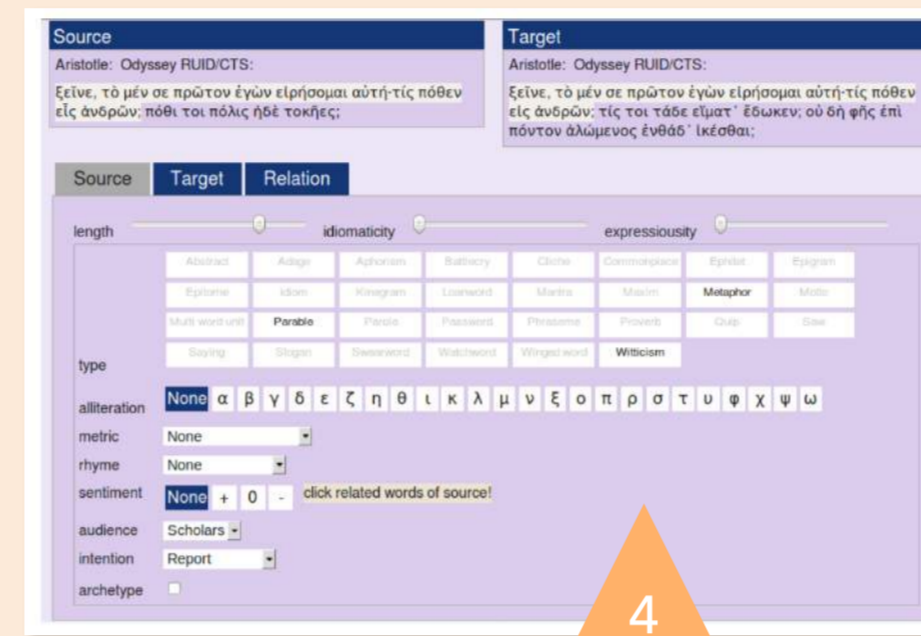 Source
Aristotle: Odyssey RUID/CTS:
ξεῖνε, τὸ μέν σε πρῶτον ἐγὼν εἰρήσομαι αὐτή-τίς πόθεν
εἶς ἀνδρῶν; πόθι τοι πόλις ἠδὲ τοκῆες;
Target
Aristotle: Odyssey RUID/CTS:
ξεῖνε, τὸ μέν σε πρῶτον ἐγὼν εἰρήσομαι αὐτή-τίς πόθεν
εἰς ἀνδρῶν; τίς τοι τάδε εἵματ᾽ ἔδωκεν; οὐ δὴ φῆς ἐπὶ
πόντον ἀλώμενος ἐνθάδ᾽ ἱκέσθαι;
Source Target Relation
length idiomaticity expressiousity
Abstract Adage Aphorism Battlecry Cliche Commonplace Ephitet Epigram
Epitome Idiom Kinegram Loanword Mantra Maxim Metaphor Motto
Multi word unit Parable Parole Password Phraseme Proverb Quip Saw
Saying Slogan Swearword Watchword Winged word Witticism
type
alliteration None α β γ δ ε ζ η θ ι κ λ μ ν ξ ο π ρ σ τ υ φ χ ψ ω
metric None
rhyme None
sentiment None + 0 - click related words of source!
audience Scholars
intention Report
archetype
4